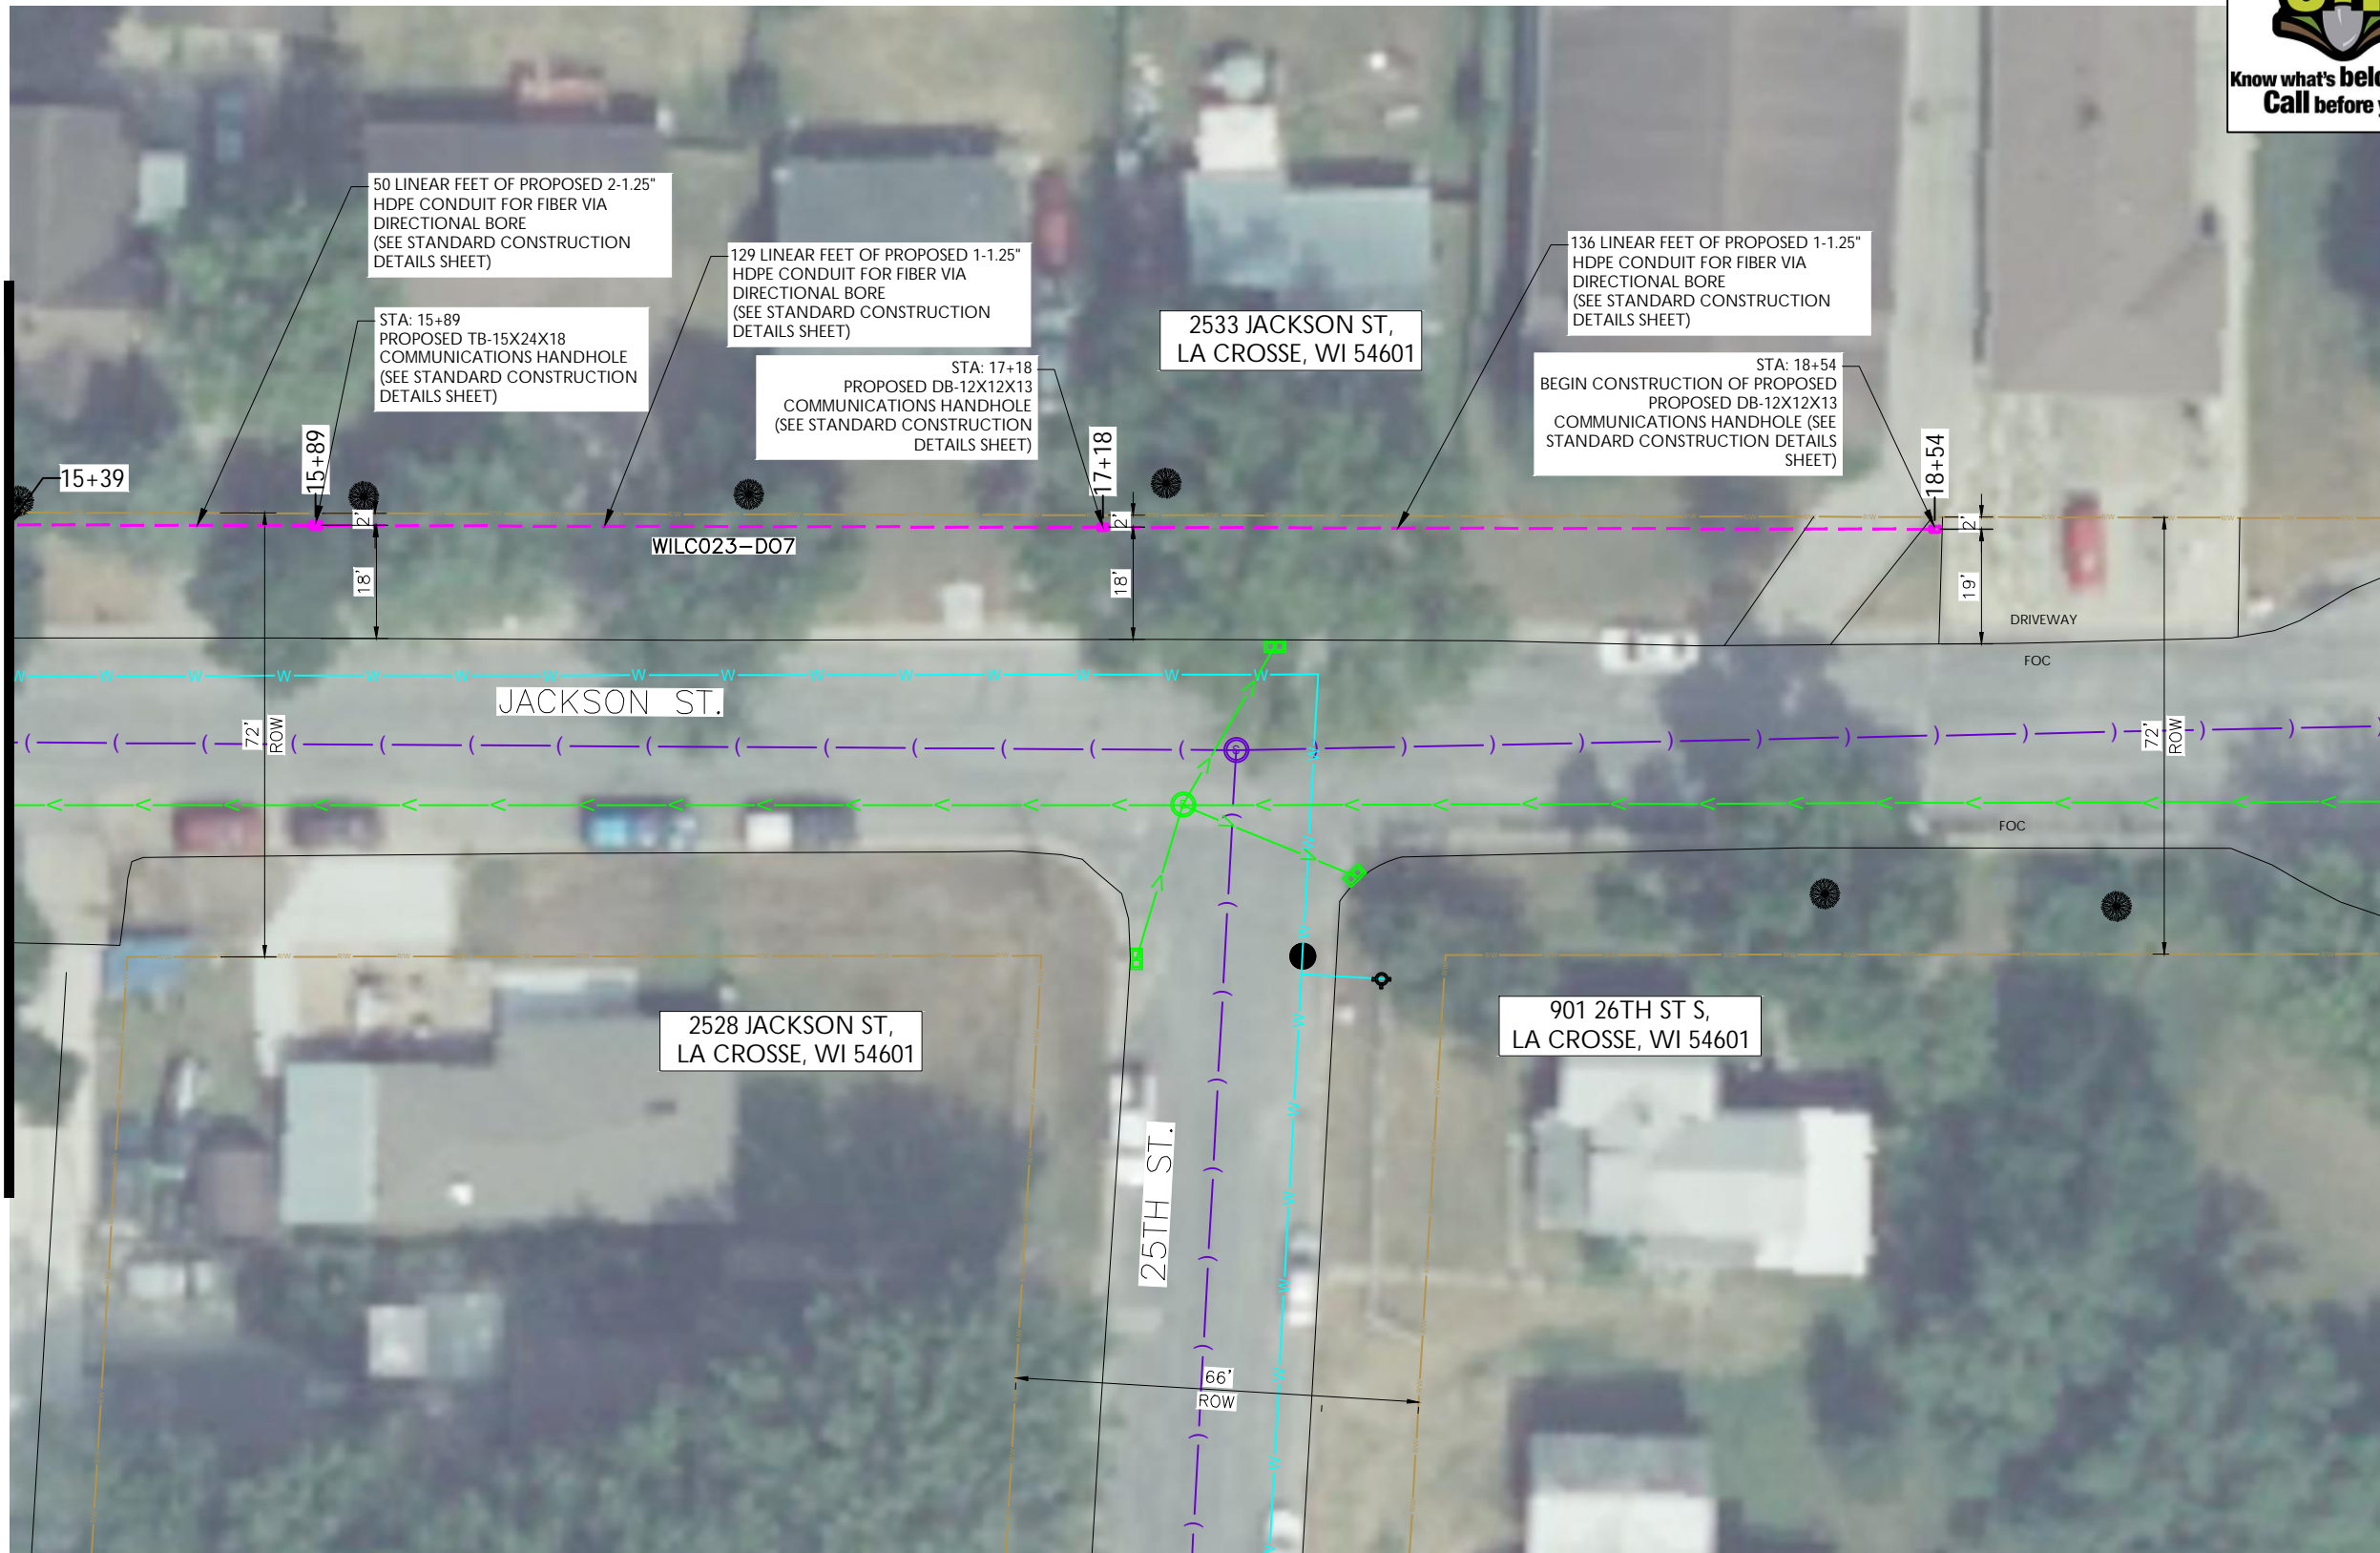 Know what's
Call before
50 LINEAR FEET OF PROPOSED 2-1.25"
HDPE CONDUIT FOR FIBER VIA
DIRECTIONAL BORE
(SEE STANDARD CONSTRUCTION
DETAILS SHEET)
129 LINEAR FEET OF PROPOSED 1-1.25"
HDPE CONDUIT FOR FIBER VIA
DIRECTIONAL BORE
(SEE STANDARD CONSTRUCTION
DETAILS SHEET)
136 LINEAR FEET OF PROPOSED 1-1.25"
HDPE CONDUIT FOR FIBER VIA
DIRECTIONAL BORE
(SEE STANDARD CONSTRUCTION
DETAILS SHEET)
STA: 15+89
PROPOSED TB-15X24X18
COMMUNICATIONS HANDHOLE
(SEE STANDARD CONSTRUCTION
DETAILS SHEET)
STA: 17+18
PROPOSED DB-12X12X13
COMMUNICATIONS HANDHOLE
(SEE STANDARD CONSTRUCTION
DETAILS SHEET)
2533 JACKSON ST,
LA CROSSE, WI 54601
STA: 18+54
BEGIN CONSTRUCTION OF PROPOSED
PROPOSED DB-12X12X13
COMMUNICATIONS HANDHOLE (SEE
STANDARD CONSTRUCTION DETAILS
SHEET)
15+39
15+89
17+18
18+54
2'
2'
2'
WILC023-DO7
18'
18'
19'
DRIVEWAY
FOC
W W W W W W W W W W W W W W W
JACKSON ST.
72'
ROW
72'
ROW
S
FOC
2528 JACKSON ST,
LA CROSSE, WI 54601
901 26TH ST S,
LA CROSSE, WI 54601
25TH ST.
W W W W W W W W W W
66'
ROW